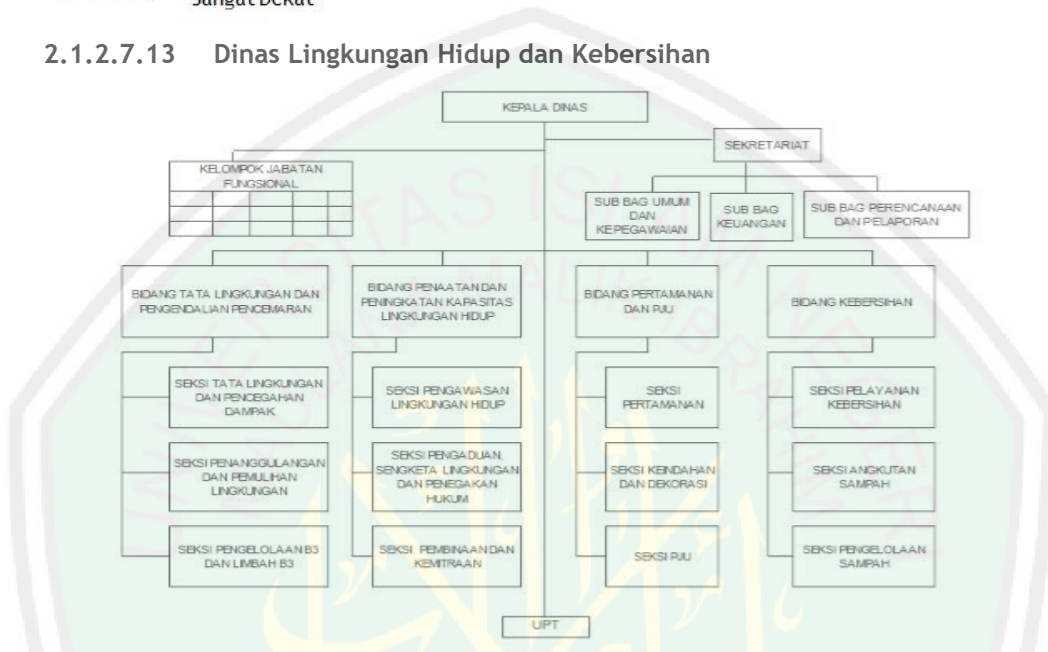 Sangat Dekat
2.1.2.7.13 Dinas Lingkungan Hidup dan Kebersihan
KEPALA DINAS
SEKRETARIAT
KELOMPOK JABATAN
FUNGSIONAL
SUB BAG UMUM
DAN
KEPEGAWAIAN
SUB BAG
KEUANGAN
SUB BAG PERENCANAAN
DAN PELAPORAN
BIDANG TATA LINGKUNGAN DAN
PENGENDALIAN PENCEMARAN
BIDANG PENAATAN DAN
PENINGKATAN KAPASITAS
LINGKUNGAN HIDUP
BIDANG PERTAMANAN
DAN PJU
BIDANG KEBERSIHAN
SEKSI TATA LINGKUNGAN
DAN PENCEGAHAN
DAMPAK
SEKSI PENGAWASAN
LINGKUNGAN HIDUP
SEKSI
PERTAMANAN
SEKSI PELAYANAN
KEBERSIHAN
SEKSI PENANGGULANGAN
DAN PEMULIHAN
LINGKUNGAN
SEKSI PENGADUAN,
SENGKETA LINGKUNGAN
DAN PENEGAKAN
HUKUM
SEKSI KEINDAHAN
DAN DEKORASI
SEKSI ANGKUTAN
SAMPAH
SEKSI PENGELOLAAN B3
DAN LIMBAH B3
SEKSI PEMBINAAN DAN
KEMITRAAN
SEKSI PJU
SEKSI PENGELOLAAN
SAMPAH
UPT